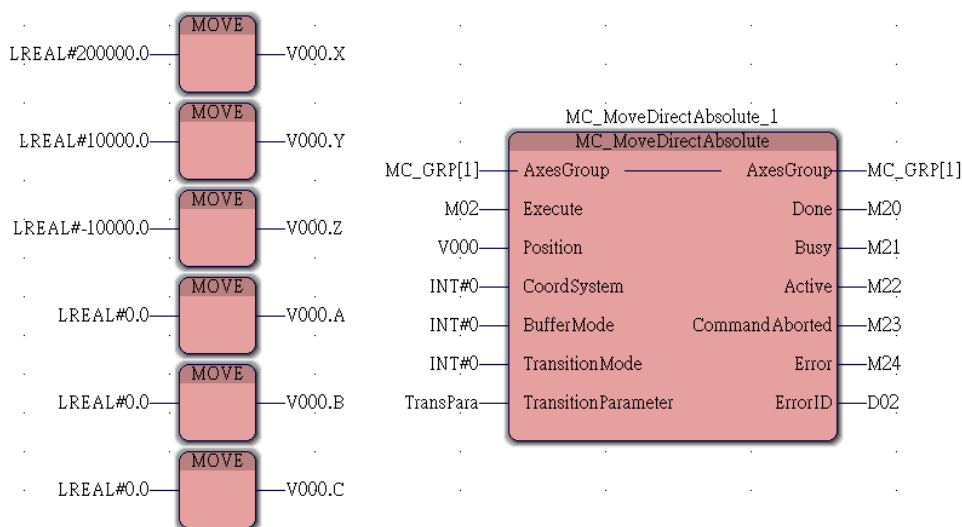 MOVE
LREAL#200000.0 V000.X
MOVE
LREAL#10000.0 V000.Y
MOVE
LREAL#-10000.0 V000.Z
MOVE
LREAL#0.0 V000.A
MOVE
LREAL#0.0 V000.B
MOVE
LREAL#0.0 V000.C
MC_MoveDirectAbsolute_1
MC_MoveDirectAbsolute
MC_GRP[1] AxesGroup AxesGroup MC_GRP[1]
M02 Execute Done M20
V000 Position Busy M21
INT#0 CoordSystem Active M22
INT#0 BufferMode CommandAborted M23
INT#0 TransitionMode Error M24
TransPara TransitionParameter ErrorID D02